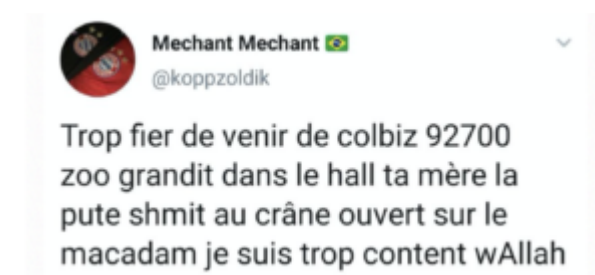 Mechant Mechant 🇧🇷
@koppzoldik
Trop fier de venir de colbiz 92700
zoo grandit dans le hall ta mère la
pute shmit au crâne ouvert sur le
macadam je suis trop content wAllah